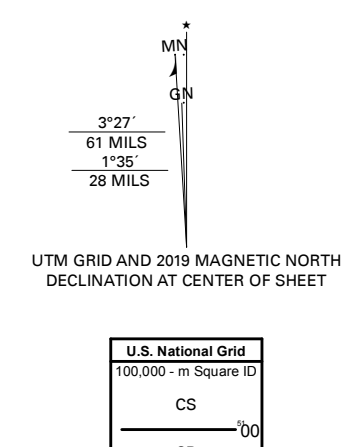 ★
MN
GN
3°27´
61 MILS
1°35´
28 MILS
UTM GRID AND 2019 MAGNETIC NORTH
DECLINATION AT CENTER OF SHEET
U.S. National Grid
100,000 - m Square ID
CS
⁵¹00